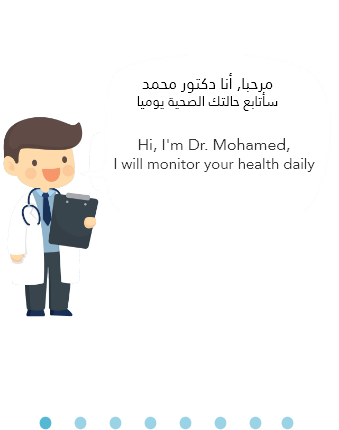 مرحبا, أنا دكتور محمد
سأتابع حالتك الصحية يوميا
Hi, I'm Dr. Mohamed,
I will monitor your health daily